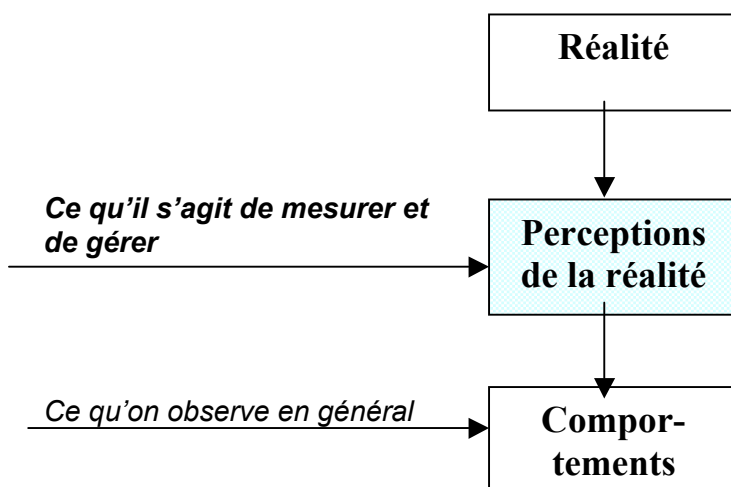 Réalité
Ce qu'il s'agit de mesurer et
de gérer
Perceptions
de la réalité
Ce qu'on observe en général
Compor-
tements